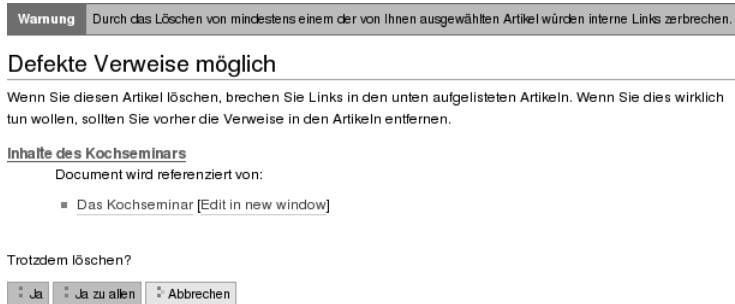 Warnung Durch das Löschen von mindestens einem der von Ihnen ausgewählten Artikel würden interne Links zerbrechen.
Defekte Verweise möglich
Wenn Sie diesen Artikel löschen, brechen Sie Links in den unten aufgelisteten Artikeln. Wenn Sie dies wirklich
tun wollen, sollten Sie vorher die Verweise in den Artikeln entfernen.
Inhalte des Kochseminars
Document wird referenziert von:
Das Kochseminar [Edit in new window]
Trotzdem löschen?
Ja Ja zu allen Abbrechen